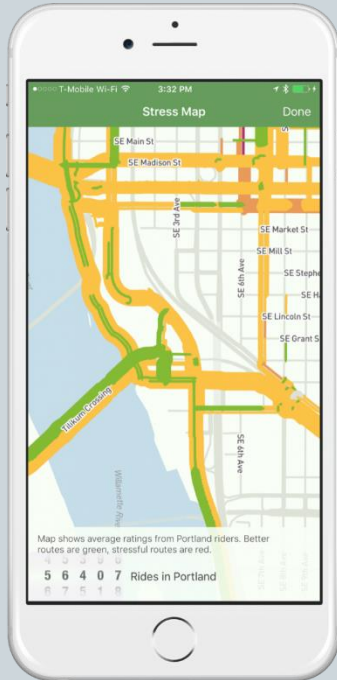 T-Mobile Wi-Fi 3:32 PM
Stress Map Done
SE Main St
SE Madison St
SE 3rd Ave
SE Market St
SE Mill St
SE 6th Ave
SE Lincoln St
SE Grant S
Tilikum Crossing
SE 6th Ave
Willamette Riv
Map shows average ratings from Portland riders. Better
routes are green, stressful routes are red.
5 6 4 0 7 Rides in Portland